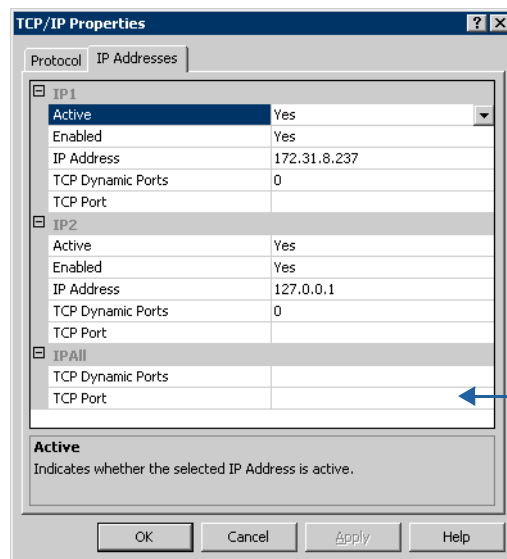 TCP/IP Properties
Protocol IP Addresses
IP1
Active Yes
Enabled Yes
IP Address 172.31.8.237
TCP Dynamic Ports 0
TCP Port
IP2
Active Yes
Enabled Yes
IP Address 127.0.0.1
TCP Dynamic Ports 0
TCP Port
IPAll
TCP Dynamic Ports
TCP Port
Active
Indicates whether the selected IP Address is active.
OK Cancel Apply Help